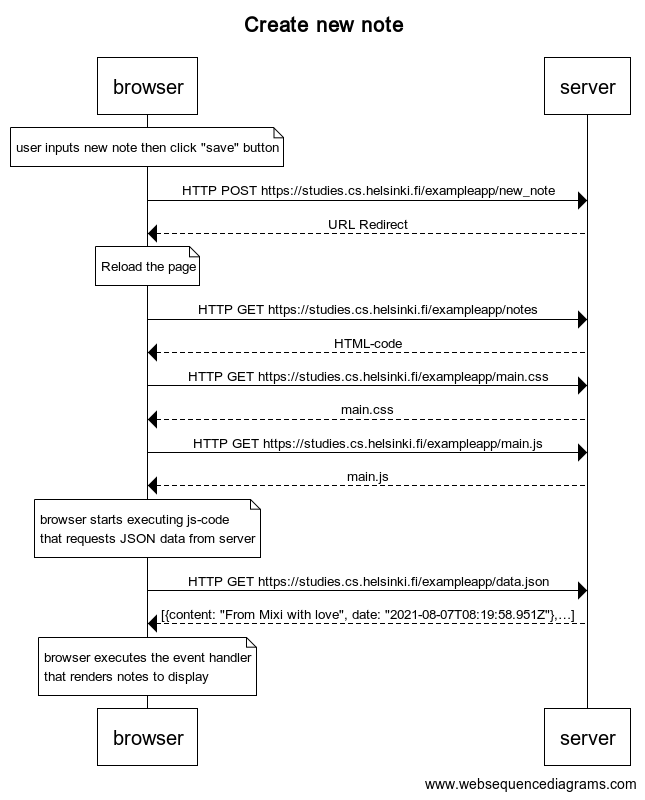 Create new note
browser
server
user inputs new note then click "save" button
HTTP POST https://studies.cs.helsinki.fi/exampleapp/new_note
URL Redirect
Reload the page
HTTP GET https://studies.cs.helsinki.fi/exampleapp/notes
HTML-code
HTTP GET https://studies.cs.helsinki.fi/exampleapp/main.css
main.css
HTTP GET https://studies.cs.helsinki.fi/exampleapp/main.js
main.js
browser starts executing js-code
that requests JSON data from server
HTTP GET https://studies.cs.helsinki.fi/exampleapp/data.json
[{content: "From Mixi with love", date: "2021-08-07T08:19:58.951Z"},...]
browser executes the event handler
that renders notes to display
browser
server
www.websequencediagrams.com